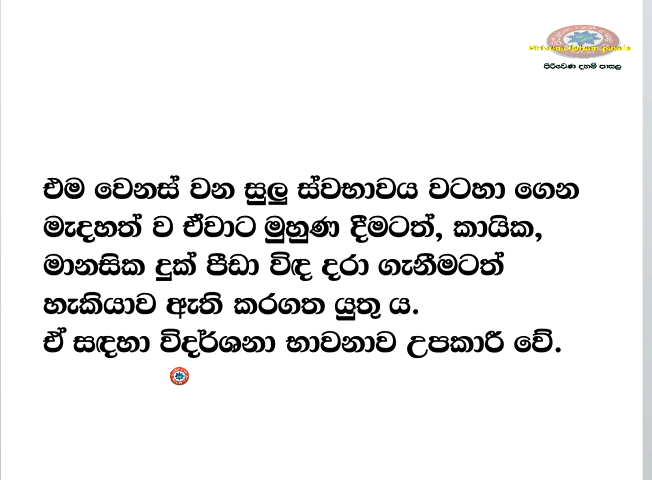 පිරිවෙණ දහම් පාසල
එම වෙනස් වන සුලු ස්වභාවය වටහා ගෙන
මැදහත් ව ඒවාට මුහුණ දීමටත්, කායික,
මානසික දුක් පීඩා විඳ දරා ගැනීමටත්
හැකියාව ඇති කරගත යුතු ය.
ඒ සඳහා විදර්ශනා භාවනාව උපකාරී වේ.